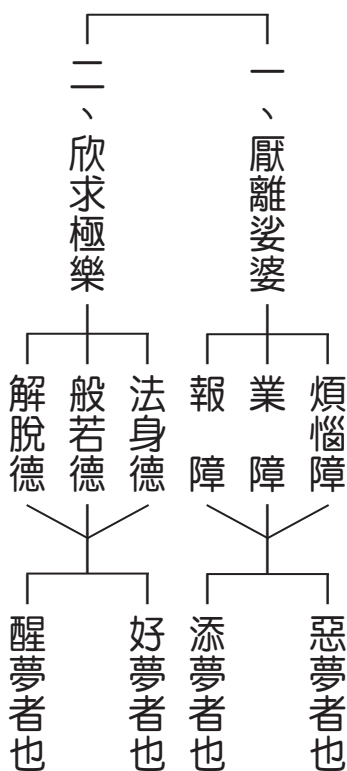 一、厭離娑婆
煩惱障
業障
報障
惡夢者也
添夢者也
二、欣求極樂
法身德
般若德
解脫德
好夢者也
醒夢者也